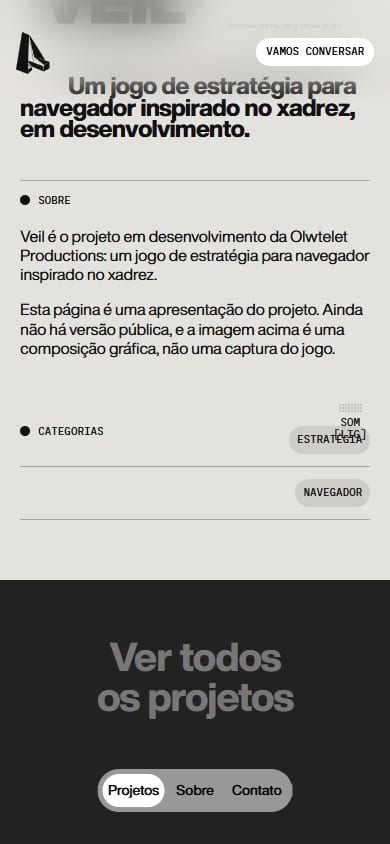 VEIL
VAMOS CONVERSAR
Um jogo de estratégia para
navegador inspirado no xadrez,
em desenvolvimento.
SOBRE
Veil é o projeto em desenvolvimento da Olwtelet
Productions: um jogo de estratégia para navegador
inspirado no xadrez.
Esta página é uma apresentação do projeto. Ainda
não há versão pública, e a imagem acima é uma
composição gráfica, não uma captura do jogo.
CATEGORIAS
SOM
[LIG]
ESTRATÉGIA
NAVEGADOR
Ver todos
os projetos
Projetos Sobre Contato